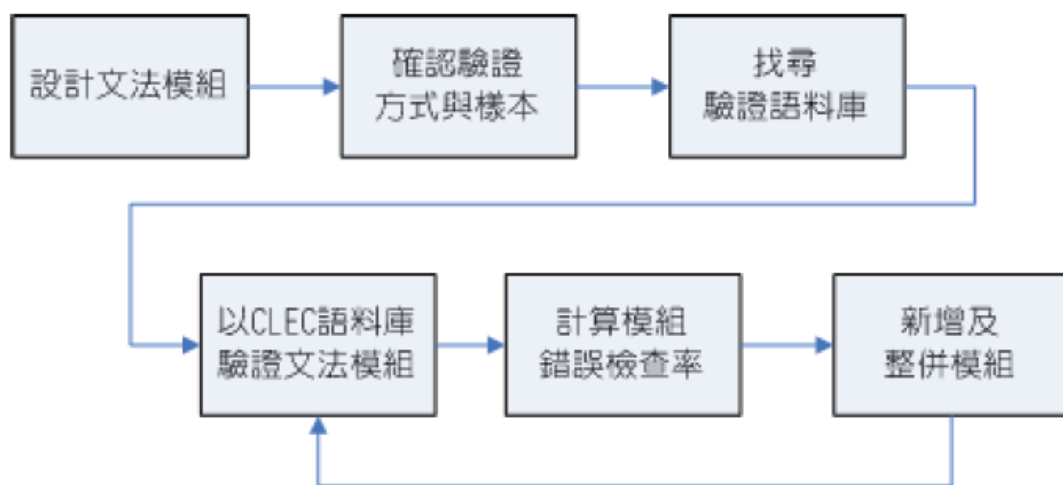 設計文法模組
確認驗證
方式與樣本
找尋
驗證語料庫
以CLEC語料庫
驗證文法模組
計算模組
錯誤檢查率
新增及
整併模組